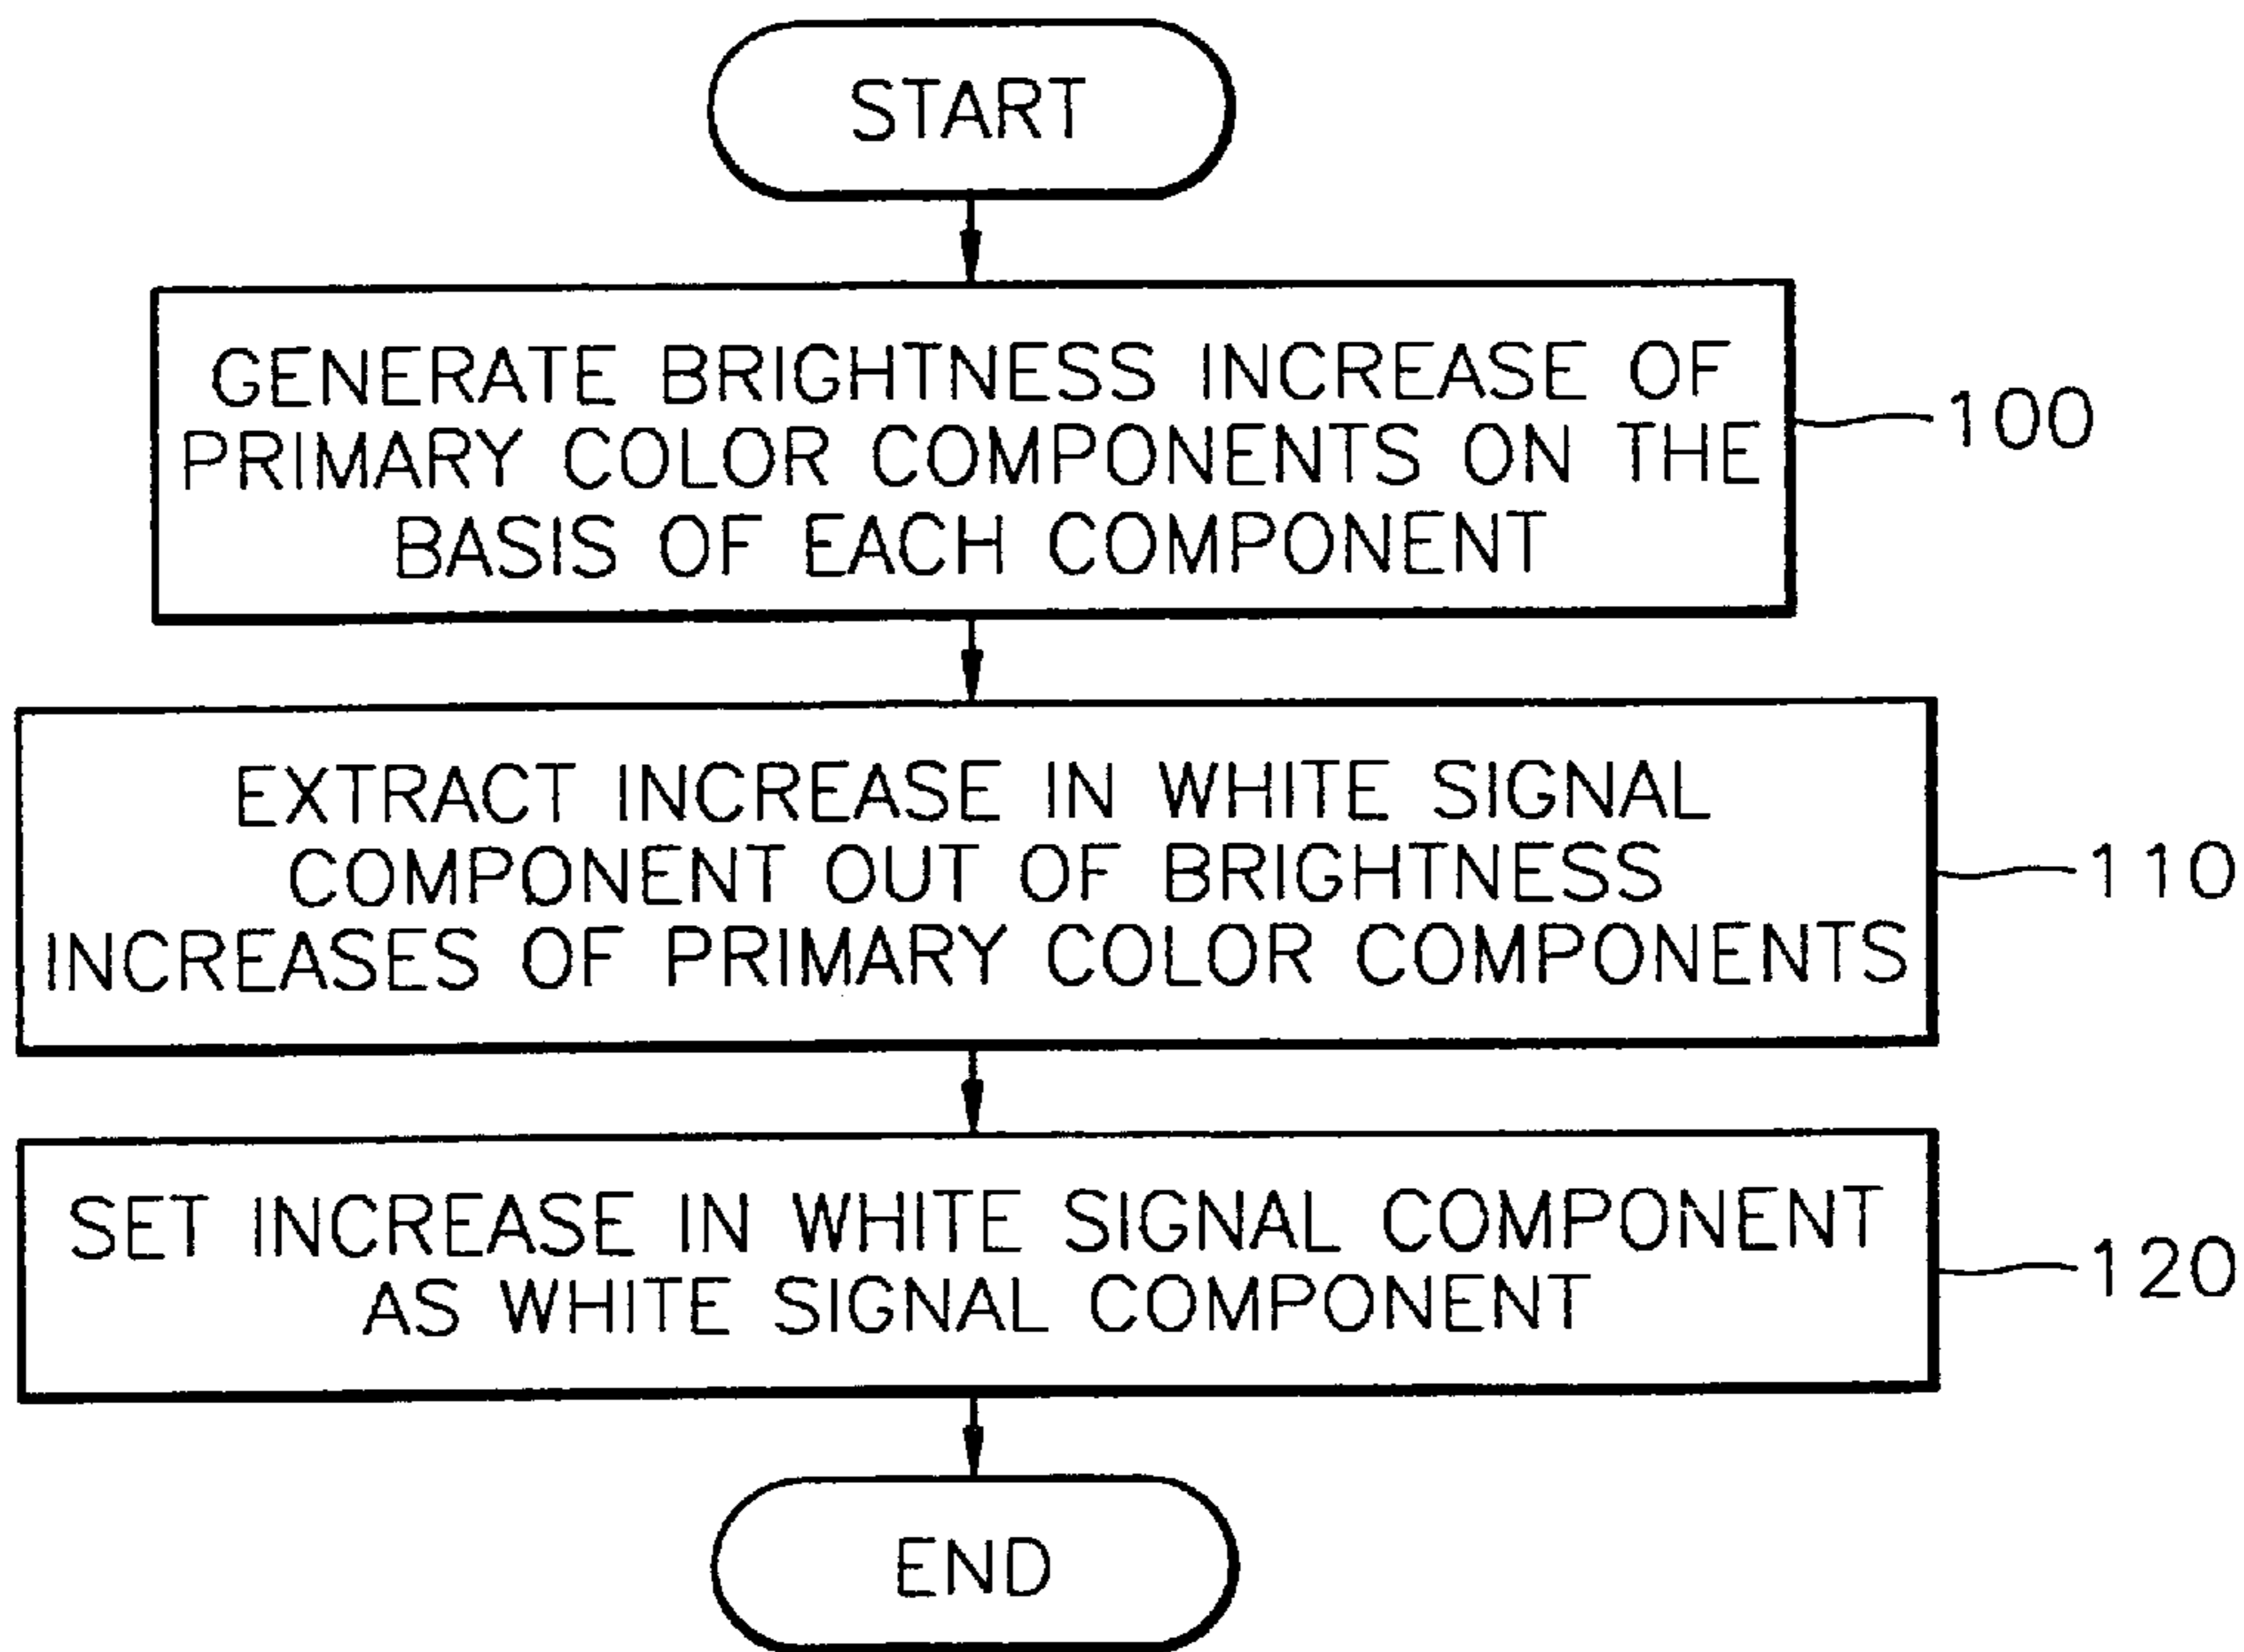 START
GENERATE BRIGHTNESS INCREASE OF
PRIMARY COLOR COMPONENTS ON THE
BASIS OF EACH COMPONENT
100
EXTRACT INCREASE IN WHITE SIGNAL
COMPONENT OUT OF BRIGHTNESS
INCREASES OF PRIMARY COLOR COMPONENTS
110
SET INCREASE IN WHITE SIGNAL COMPONENT
AS WHITE SIGNAL COMPONENT
120
END